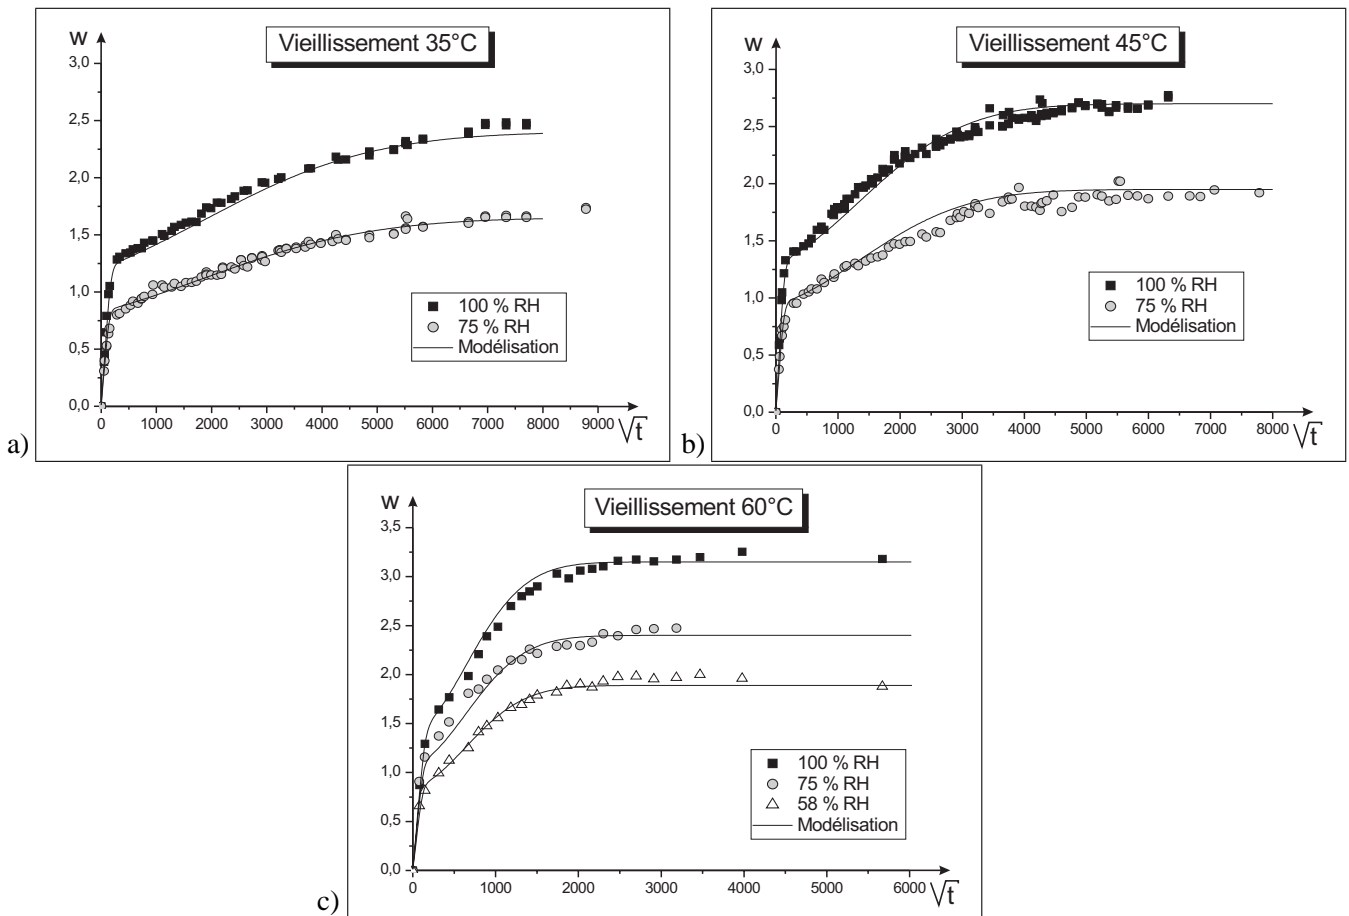 W
Vieillissement 35°C
3,0
2,5
2,0
1,5
1,0
0,5
0,0
0 1000 2000 3000 4000 5000 6000 7000 8000 9000
√t
100 % RH
75 % RH
Modélisation
a)
W
Vieillissement 45°C
3,0
2,5
2,0
1,5
1,0
0,5
0,0
0 1000 2000 3000 4000 5000 6000 7000 8000
√t
100 % RH
75 % RH
Modélisation
b)
W
Vieillissement 60°C
3,5
3,0
2,5
2,0
1,5
1,0
0,5
0,0
0 1000 2000 3000 4000 5000 6000
√t
100 % RH
75 % RH
58 % RH
Modélisation
c)